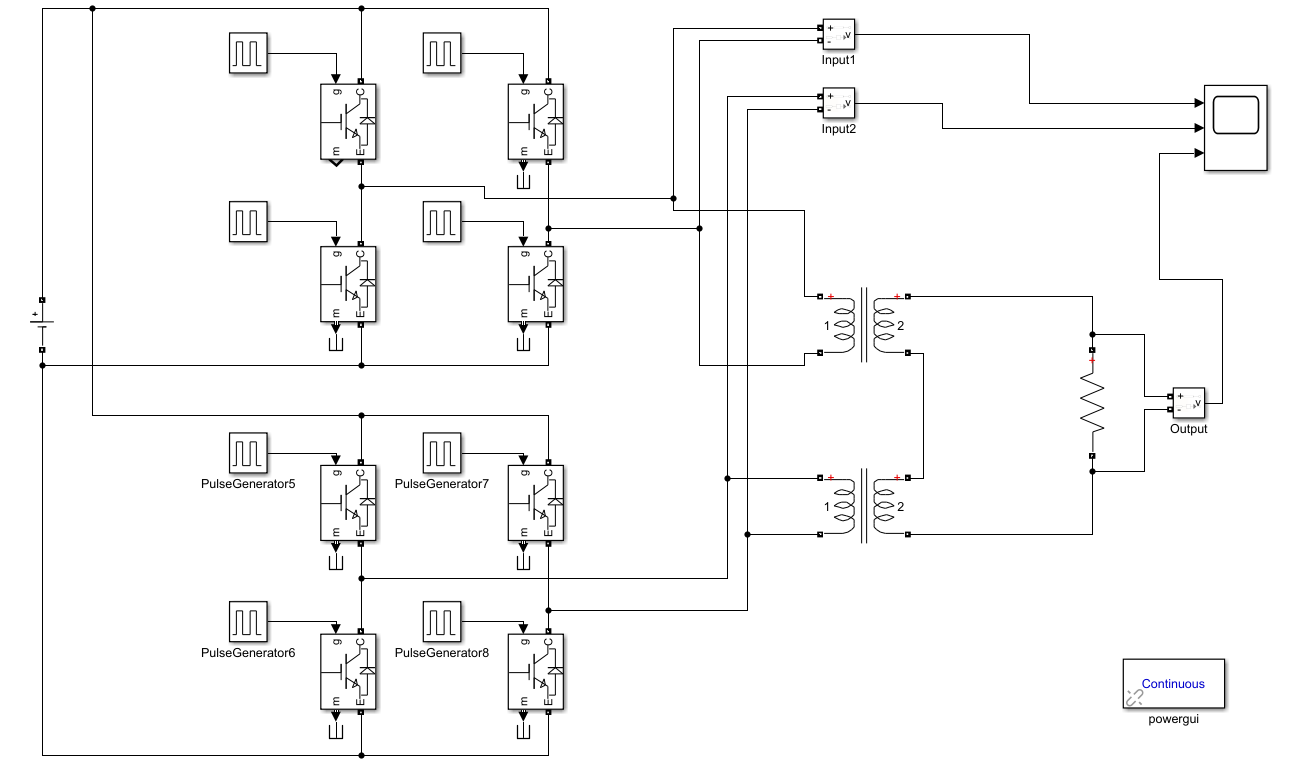 +
v
-
Input1
+
v
-
Input2
g
C
m
E
g
C
m
E
g
C
m
E
g
C
m
E
+
+
+
1
2
+
+
+
v
-
Output
PulseGenerator5
PulseGenerator7
g
C
m
E
g
C
m
E
+
+
1
2
PulseGenerator6
PulseGenerator8
g
C
m
E
g
C
m
E
Continuous
powergui